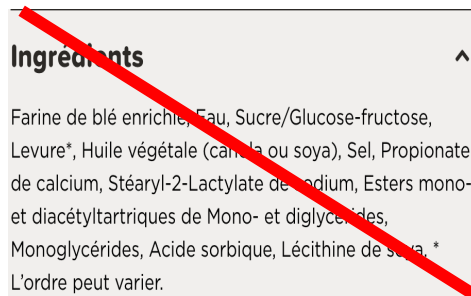 Ingrédients
Farine de blé enrichie, Eau, Sucre/Glucose-fructose,
Levure*, Huile végétale (canola ou soya), Sel, Propionate
de calcium, Stéaryl-2-Lactylate de sodium, Esters mono-
et diacétyltartriques de Mono- et diglycérides,
Monoglycérides, Acide sorbique, Lécithine de soya, *
L'ordre peut varier.